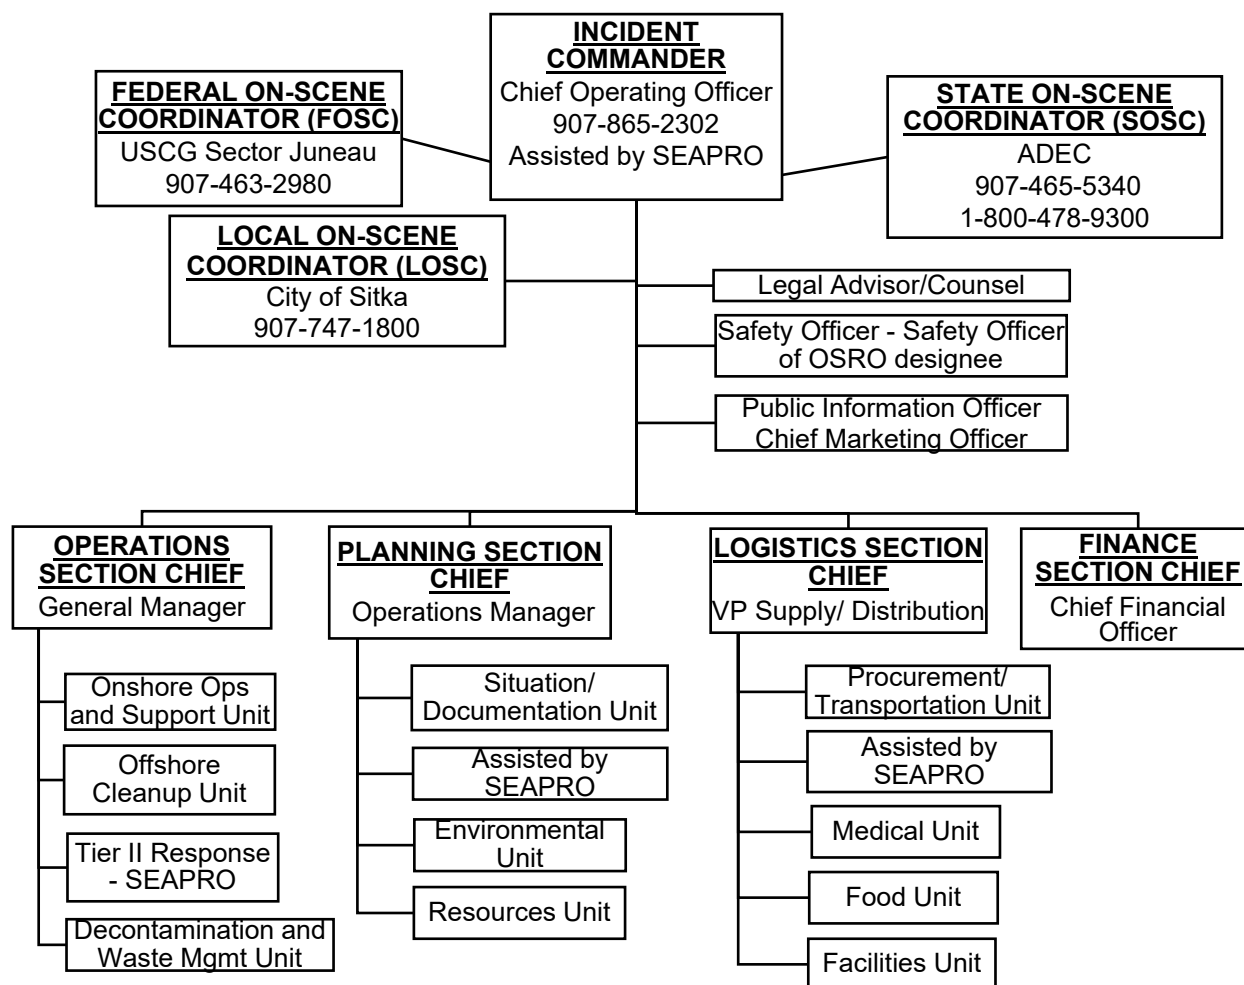 INCIDENT
COMMANDER
Chief Operating Officer
907-865-2302
Assisted by SEAPRO
FEDERAL ON-SCENE
COORDINATOR (FOSC)
USCG Sector Juneau
907-463-2980
STATE ON-SCENE
COORDINATOR (SOSC)
ADEC
907-465-5340
1-800-478-9300
LOCAL ON-SCENE
COORDINATOR (LOSC)
City of Sitka
907-747-1800
Legal Advisor/Counsel
Safety Officer - Safety Officer
of OSRO designee
Public Information Officer
Chief Marketing Officer
OPERATIONS
SECTION CHIEF
General Manager
Onshore Ops
and Support Unit
Offshore
Cleanup Unit
Tier II Response
- SEAPRO
Decontamination and
Waste Mgmt Unit
PLANNING SECTION
CHIEF
Operations Manager
Situation/
Documentation Unit
Assisted by
SEAPRO
Environmental
Unit
Resources Unit
LOGISTICS SECTION
CHIEF
VP Supply/ Distribution
Procurement/
Transportation Unit
Assisted by
SEAPRO
Medical Unit
Food Unit
Facilities Unit
FINANCE
SECTION CHIEF
Chief Financial
Officer